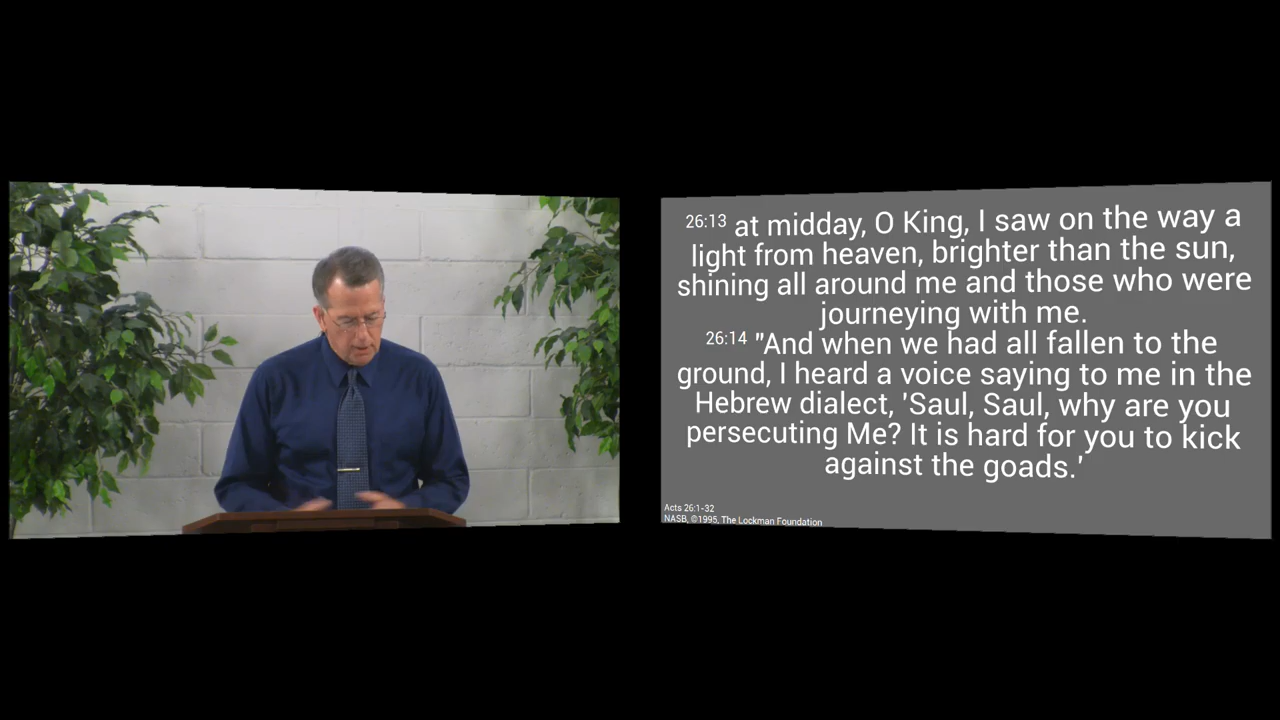 26:13 at midday, O King, I saw on the way a
light from heaven, brighter than the sun,
shining all around me and those who were
journeying with me.
26:14 "And when we had all fallen to the
ground, I heard a voice saying to me in the
Hebrew dialect, 'Saul, Saul, why are you
persecuting Me? It is hard for you to kick
against the goads.'
Acts 26:1-32
NASB, ©1995, The Lockman Foundation